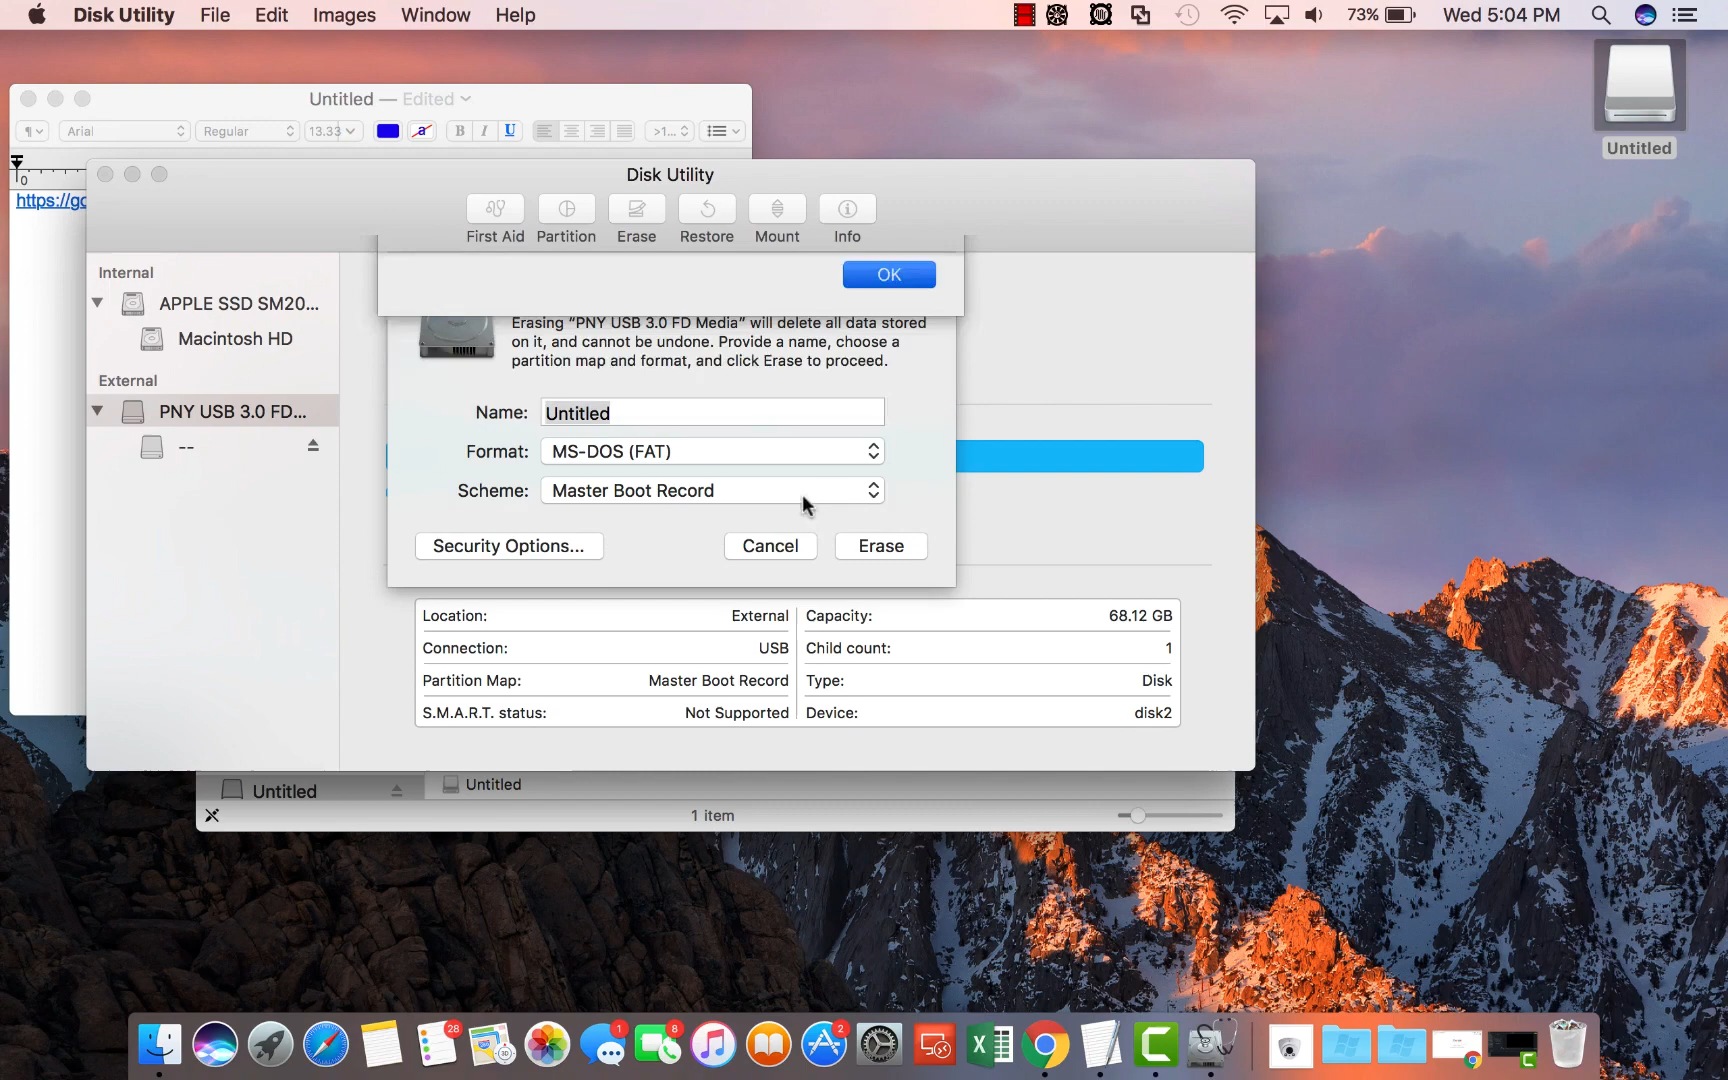 Disk Utility File Edit Images Window Help 73% Wed 5:04 PM
Untitled
Untitled — Edited
Arial Regular 13.33 a B I U >1...
0
https://gc
Disk Utility
First Aid Partition Erase Restore Mount Info
Internal
APPLE SSD SM20...
Macintosh HD
External
PNY USB 3.0 FD...
--
OK
Erasing “PNY USB 3.0 FD Media” will delete all data stored
on it, and cannot be undone. Provide a name, choose a
partition map and format, and click Erase to proceed.
Name: Untitled
Format: MS-DOS (FAT)
Scheme: Master Boot Record
Security Options... Cancel Erase
Location: External Capacity: 68.12 GB
Connection: USB Child count: 1
Partition Map: Master Boot Record Type: Disk
S.M.A.R.T. status: Not Supported Device: disk2
Untitled Untitled
1 item
28 1 8 2